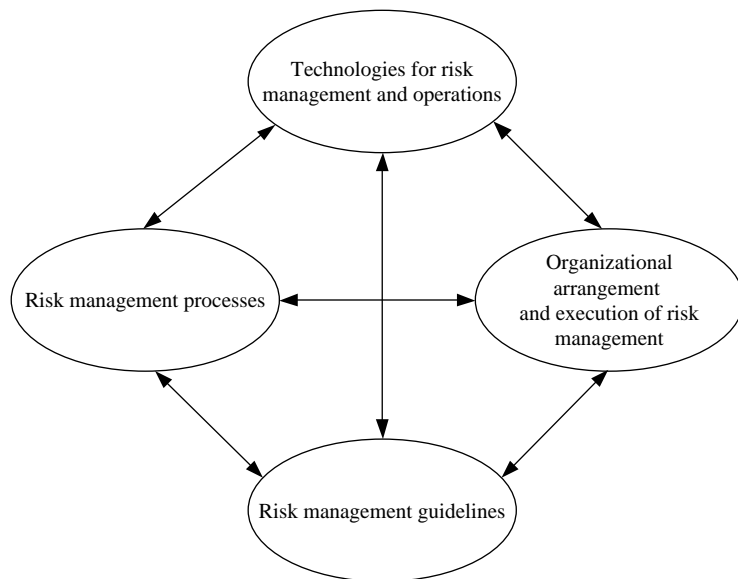 Technologies for risk
management and operations
Risk management processes
Organizational
arrangement
and execution of risk
management
Risk management guidelines